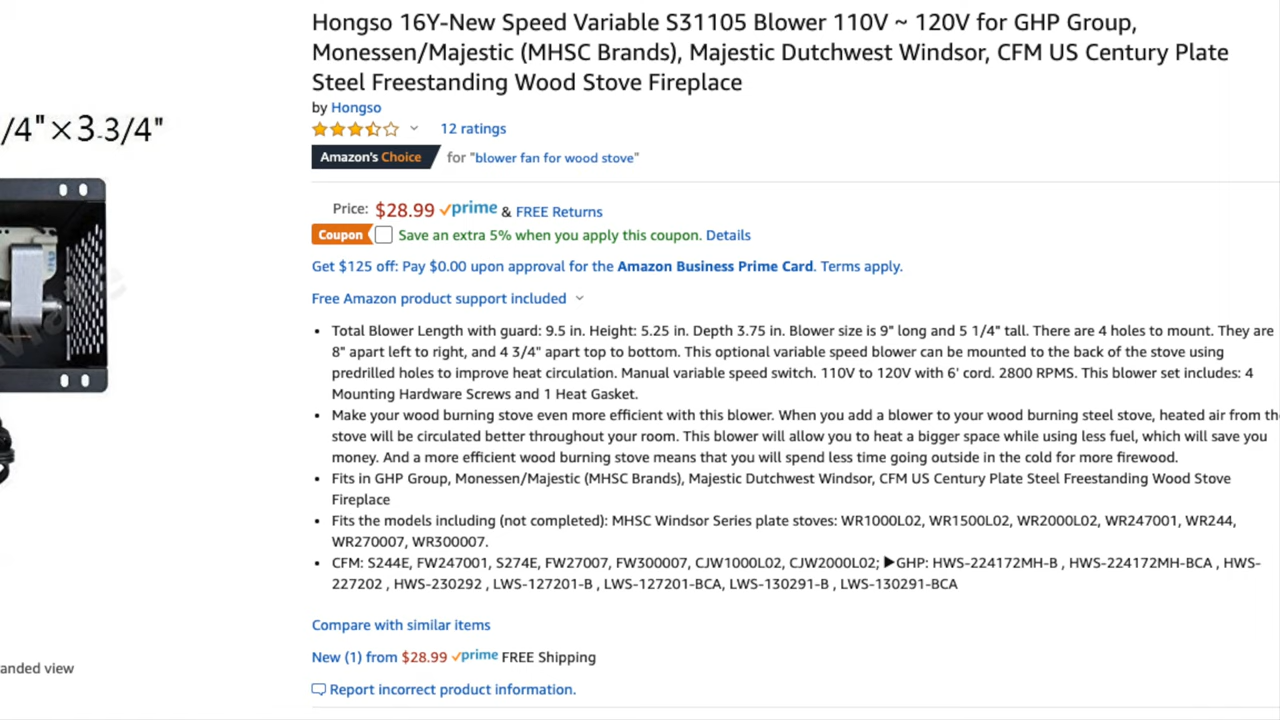 Hongso 16Y-New Speed Variable S31105 Blower 110V ~ 120V for GHP Group,
Monessen/Majestic (MHSC Brands), Majestic Dutchwest Windsor, CFM US Century Plate
Steel Freestanding Wood Stove Fireplace
by Hongso
12 ratings
Amazon's Choice for "blower fan for wood stove"
/4"×3-3/4"
Price: $28.99 prime & FREE Returns
Coupon Save an extra 5% when you apply this coupon. Details
Get $125 off: Pay $0.00 upon approval for the Amazon Business Prime Card. Terms apply.
Free Amazon product support included
• Total Blower Length with guard: 9.5 in. Height: 5.25 in. Depth 3.75 in. Blower size is 9" long and 5 1/4" tall. There are 4 holes to mount. They are
8" apart left to right, and 4 3/4" apart top to bottom. This optional variable speed blower can be mounted to the back of the stove using
predrilled holes to improve heat circulation. Manual variable speed switch. 110V to 120V with 6' cord. 2800 RPMS. This blower set includes: 4
Mounting Hardware Screws and 1 Heat Gasket.
• Make your wood burning stove even more efficient with this blower. When you add a blower to your wood burning steel stove, heated air from th
stove will be circulated better throughout your room. This blower will allow you to heat a bigger space while using less fuel, which will save you
money. And a more efficient wood burning stove means that you will spend less time going outside in the cold for more firewood.
• Fits in GHP Group, Monessen/Majestic (MHSC Brands), Majestic Dutchwest Windsor, CFM US Century Plate Steel Freestanding Wood Stove
Fireplace
• Fits the models including (not completed): MHSC Windsor Series plate stoves: WR1000L02, WR1500L02, WR2000L02, WR247001, WR244,
WR270007, WR300007.
• CFM: S244E, FW247001, S274E, FW27007, FW300007, CJW1000L02, CJW2000L02; ▶GHP: HWS-224172MH-B , HWS-224172MH-BCA , HWS-
227202 , HWS-230292 , LWS-127201-B , LWS-127201-BCA, LWS-130291-B , LWS-130291-BCA
Compare with similar items
New (1) from $28.99 prime FREE Shipping
anded view
Report incorrect product information.